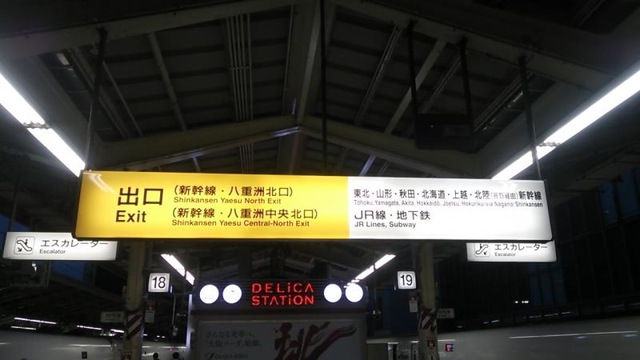 出口
Exit
(新幹線・八重洲北口)
Shinkansen Yaesu North Exit
(新幹線・八重洲中央北口)
Shinkansen Yaesu Central-North Exit
東北・山形・秋田・北海道・上越・北陸(長野経由)新幹線
Tohoku, Yamagata, Akita, Hokkaido, Joetsu, Hokuriku(via Nagano) Shinkansen
JR線・地下鉄
JR Lines, Subway
エスカレーター
Escalator
エスカレーター
Escalator
18
19
DELICA
STATION